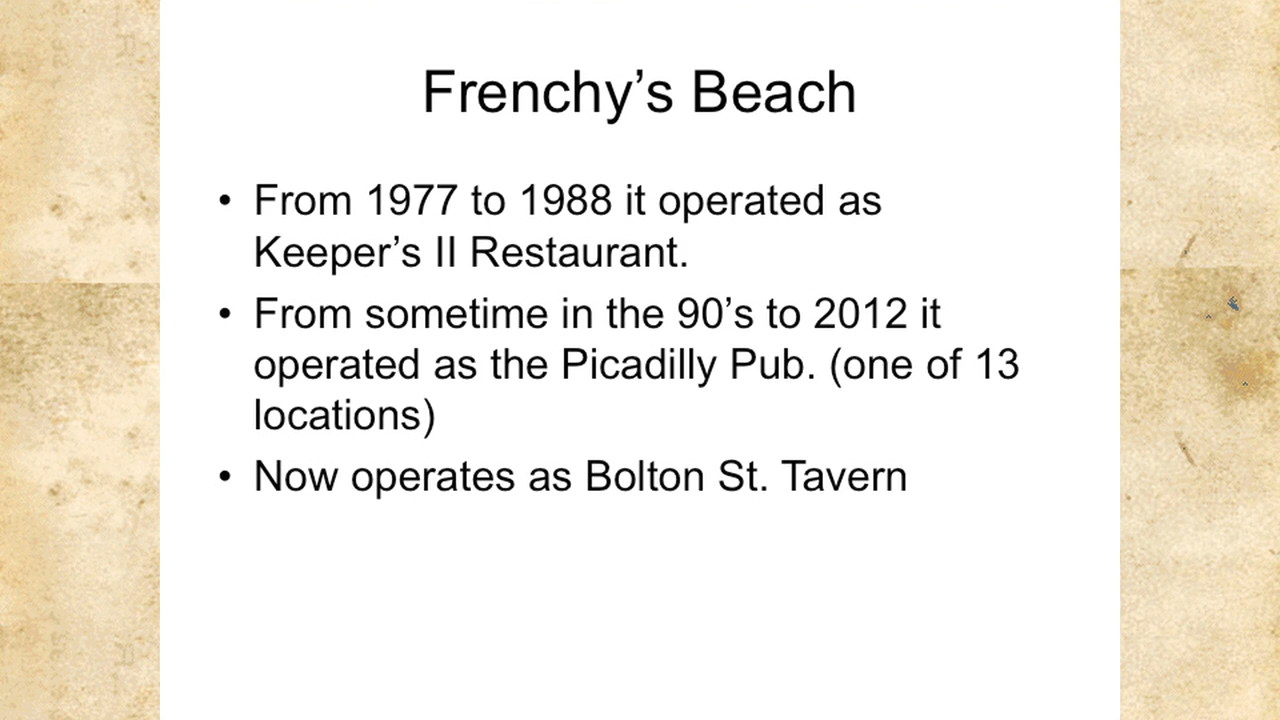 Frenchy’s Beach
• From 1977 to 1988 it operated as
Keeper’s II Restaurant.
• From sometime in the 90’s to 2012 it
operated as the Picadilly Pub. (one of 13
locations)
• Now operates as Bolton St. Tavern